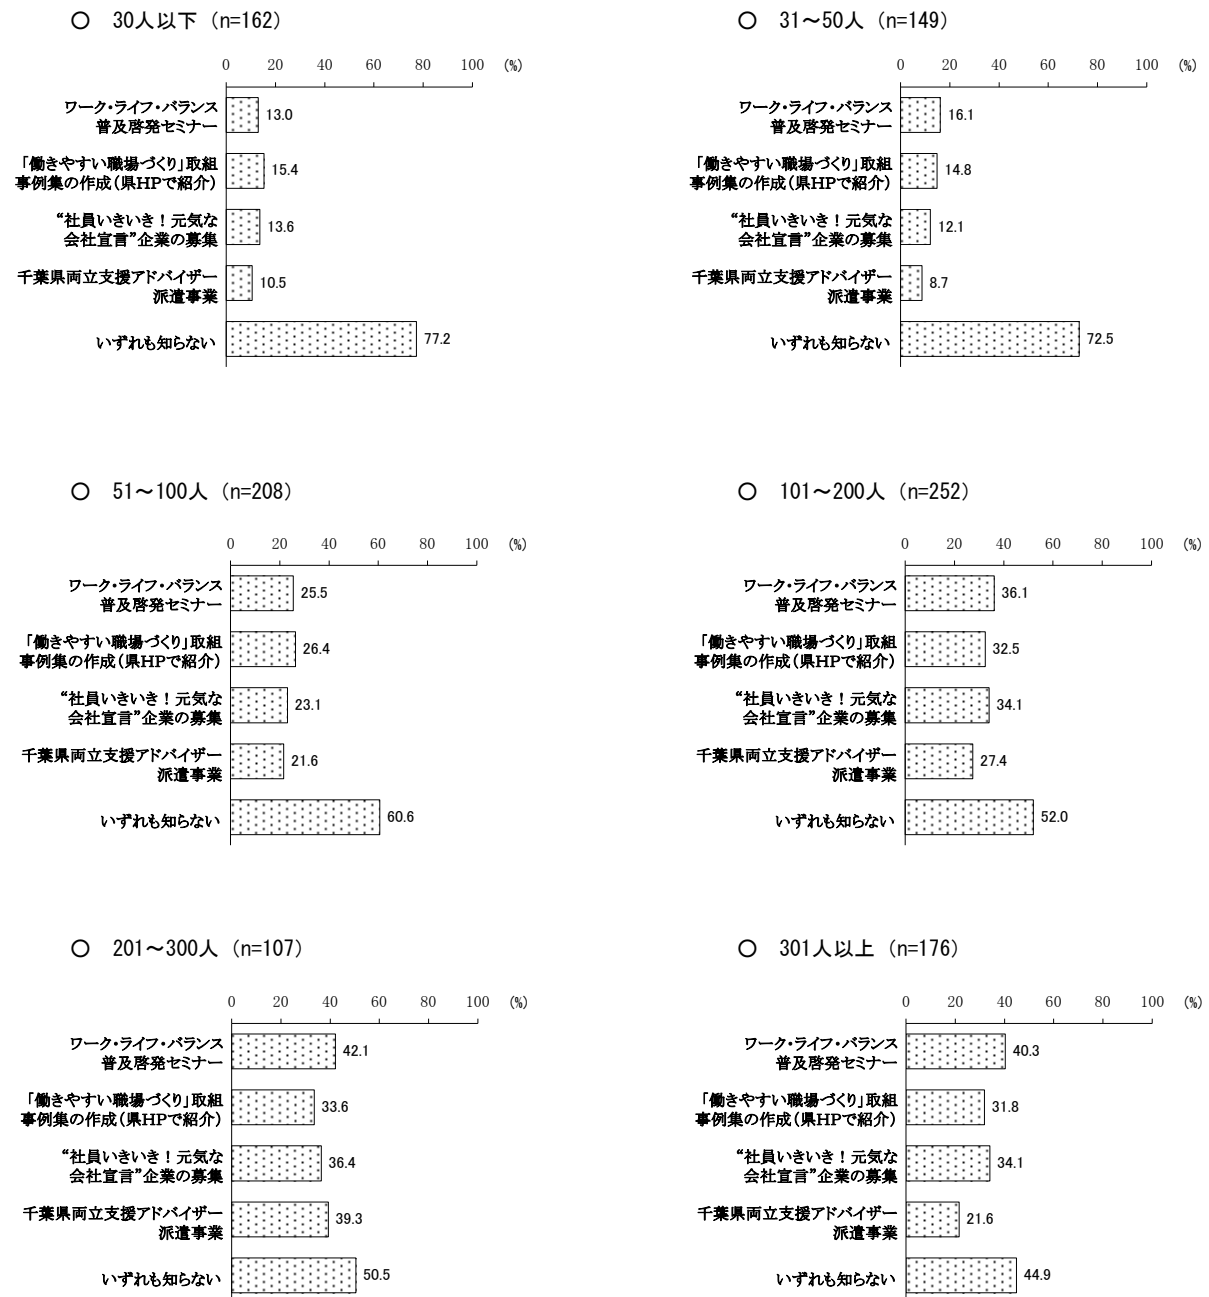 ○ 30人以下 (n=162)
0 20 40 60 80 100 (%)
ワーク・ライフ・バランス
普及啓発セミナー
13.0
「働きやすい職場づくり」取組
事例集の作成(県HPで紹介)
15.4
“社員いきいき！元気な
会社宣言”企業の募集
13.6
千葉県両立支援アドバイザー
派遣事業
10.5
いずれも知らない
77.2
○ 31～50人 (n=149)
0 20 40 60 80 100 (%)
ワーク・ライフ・バランス
普及啓発セミナー
16.1
「働きやすい職場づくり」取組
事例集の作成(県HPで紹介)
14.8
“社員いきいき！元気な
会社宣言”企業の募集
12.1
千葉県両立支援アドバイザー
派遣事業
8.7
いずれも知らない
72.5
○ 51～100人 (n=208)
0 20 40 60 80 100 (%)
ワーク・ライフ・バランス
普及啓発セミナー
25.5
「働きやすい職場づくり」取組
事例集の作成(県HPで紹介)
26.4
“社員いきいき！元気な
会社宣言”企業の募集
23.1
千葉県両立支援アドバイザー
派遣事業
21.6
いずれも知らない
60.6
○ 101～200人 (n=252)
0 20 40 60 80 100 (%)
ワーク・ライフ・バランス
普及啓発セミナー
36.1
「働きやすい職場づくり」取組
事例集の作成(県HPで紹介)
32.5
“社員いきいき！元気な
会社宣言”企業の募集
34.1
千葉県両立支援アドバイザー
派遣事業
27.4
いずれも知らない
52.0
○ 201～300人 (n=107)
0 20 40 60 80 100 (%)
ワーク・ライフ・バランス
普及啓発セミナー
42.1
「働きやすい職場づくり」取組
事例集の作成(県HPで紹介)
33.6
“社員いきいき！元気な
会社宣言”企業の募集
36.4
千葉県両立支援アドバイザー
派遣事業
39.3
いずれも知らない
50.5
○ 301人以上 (n=176)
0 20 40 60 80 100 (%)
ワーク・ライフ・バランス
普及啓発セミナー
40.3
「働きやすい職場づくり」取組
事例集の作成(県HPで紹介)
31.8
“社員いきいき！元気な
会社宣言”企業の募集
34.1
千葉県両立支援アドバイザー
派遣事業
21.6
いずれも知らない
44.9